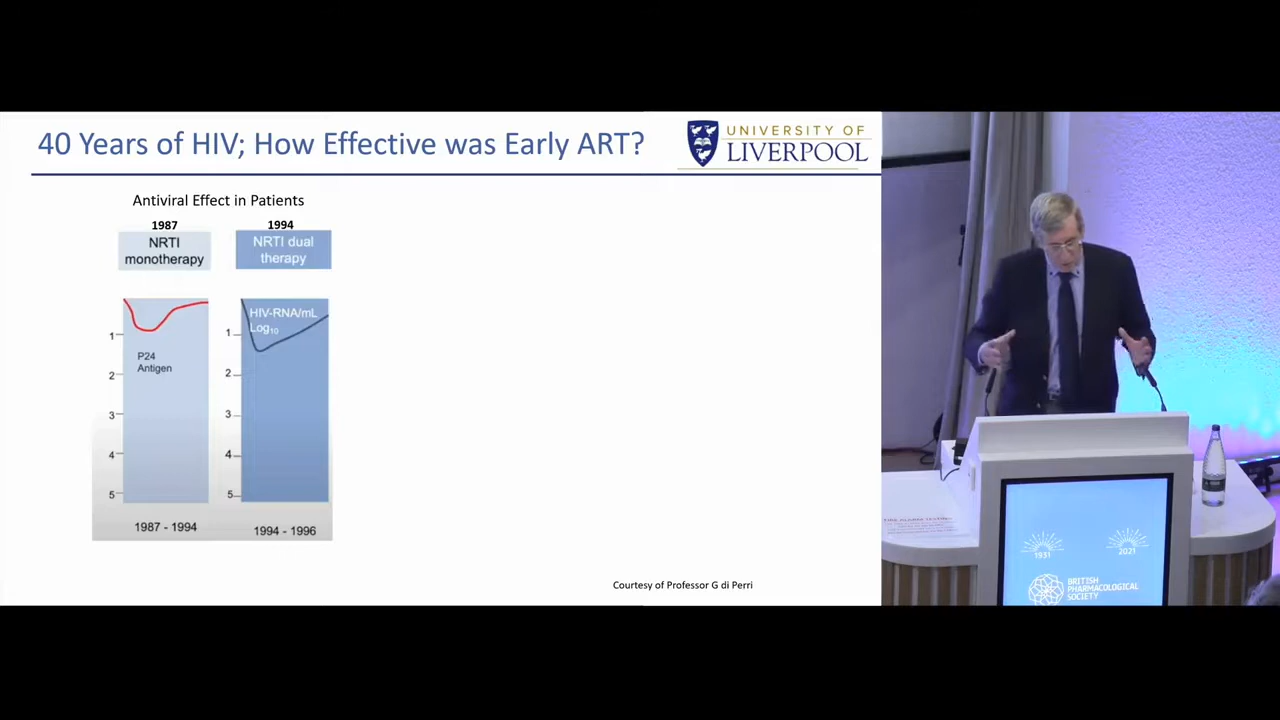 40 Years of HIV; How Effective was Early ART?
UNIVERSITY OF
LIVERPOOL
Antiviral Effect in Patients
1987
NRTI
monotherapy
1994
NRTI dual
therapy
1
2
3
4
5
P24
Antigen
1987 - 1994
1
2
3
4
5
HIV-RNA/mL
Log10
1994 - 1996
Courtesy of Professor G di Perri
1931
2021
BRITISH
PHARMACOLOGICAL
SOCIETY